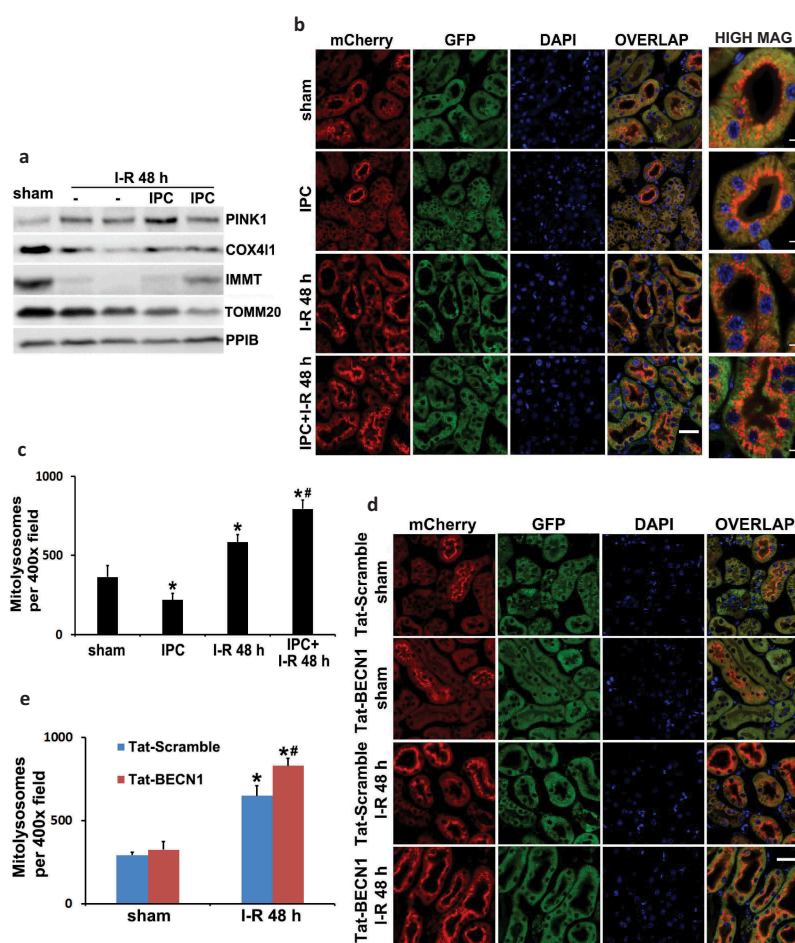 a
I-R 48 h
sham - - IPC IPC
PINK1
COX4I1
IMMT
TOMM20
PPIB
b
mCherry GFP DAPI OVERLAP HIGH MAG
sham
IPC
I-R 48 h
IPC+I-R 48 h
c
Mitolysosomes
per 400x field
1000
500
0
*
*
*#
sham IPC I-R 48 h IPC+
I-R 48 h
d
mCherry GFP DAPI OVERLAP
Tat-Scramble
sham
Tat-BECN1
sham
Tat-Scramble
I-R 48 h
Tat-BECN1
I-R 48 h
e
Mitolysosomes
per 400x field
1000
500
0
Tat-Scramble
Tat-BECN1
*
*#
sham I-R 48 h